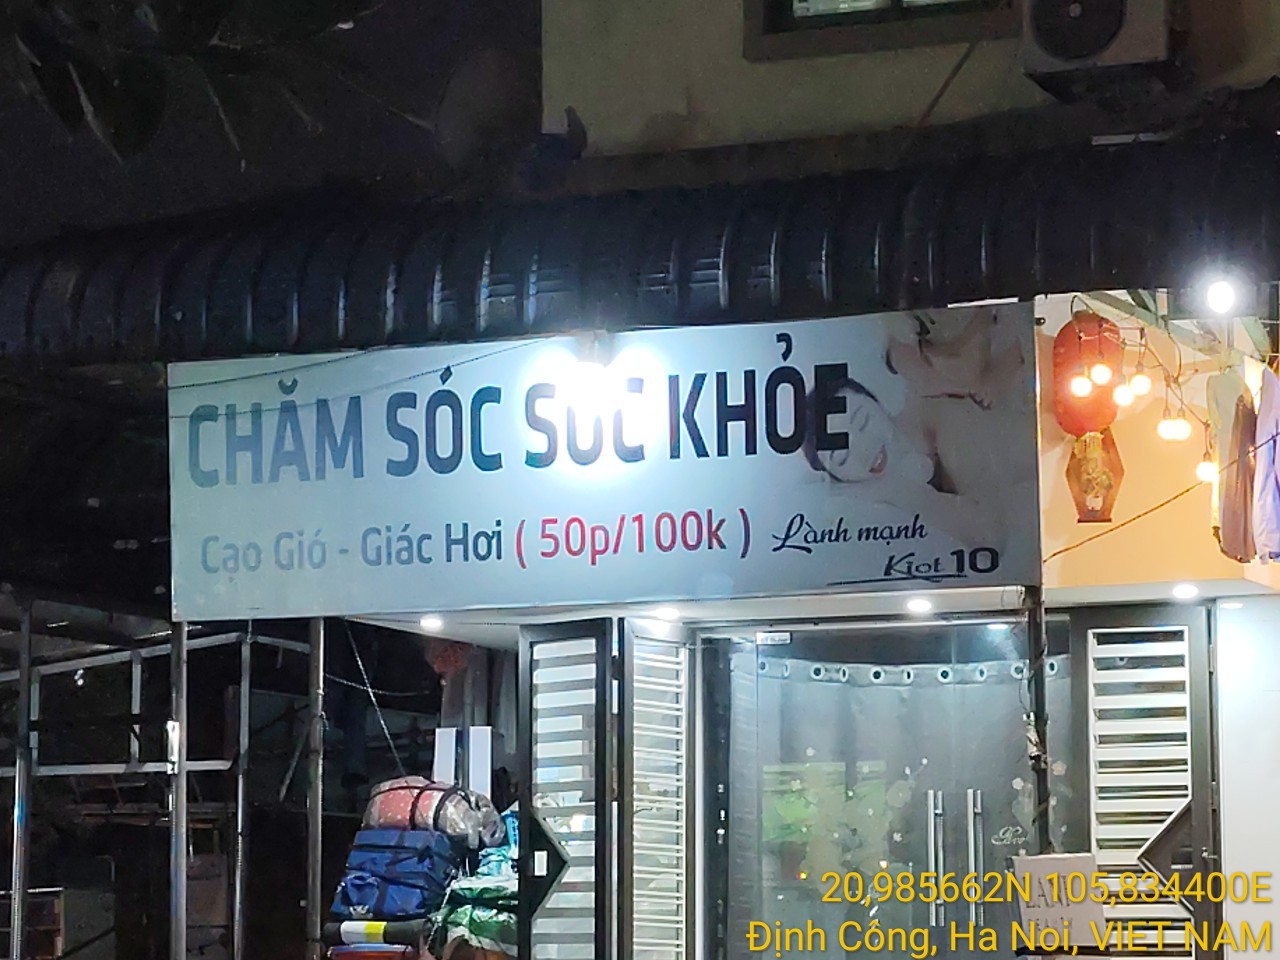 CHĂM SÓC SỨC KHỎE
Cạo Gió - Giác Hơi ( 50p/100k ) Lành mạnh
Kiot 10
20,985662N 105,834400E
Định Công, Ha Noi, VIET NAM